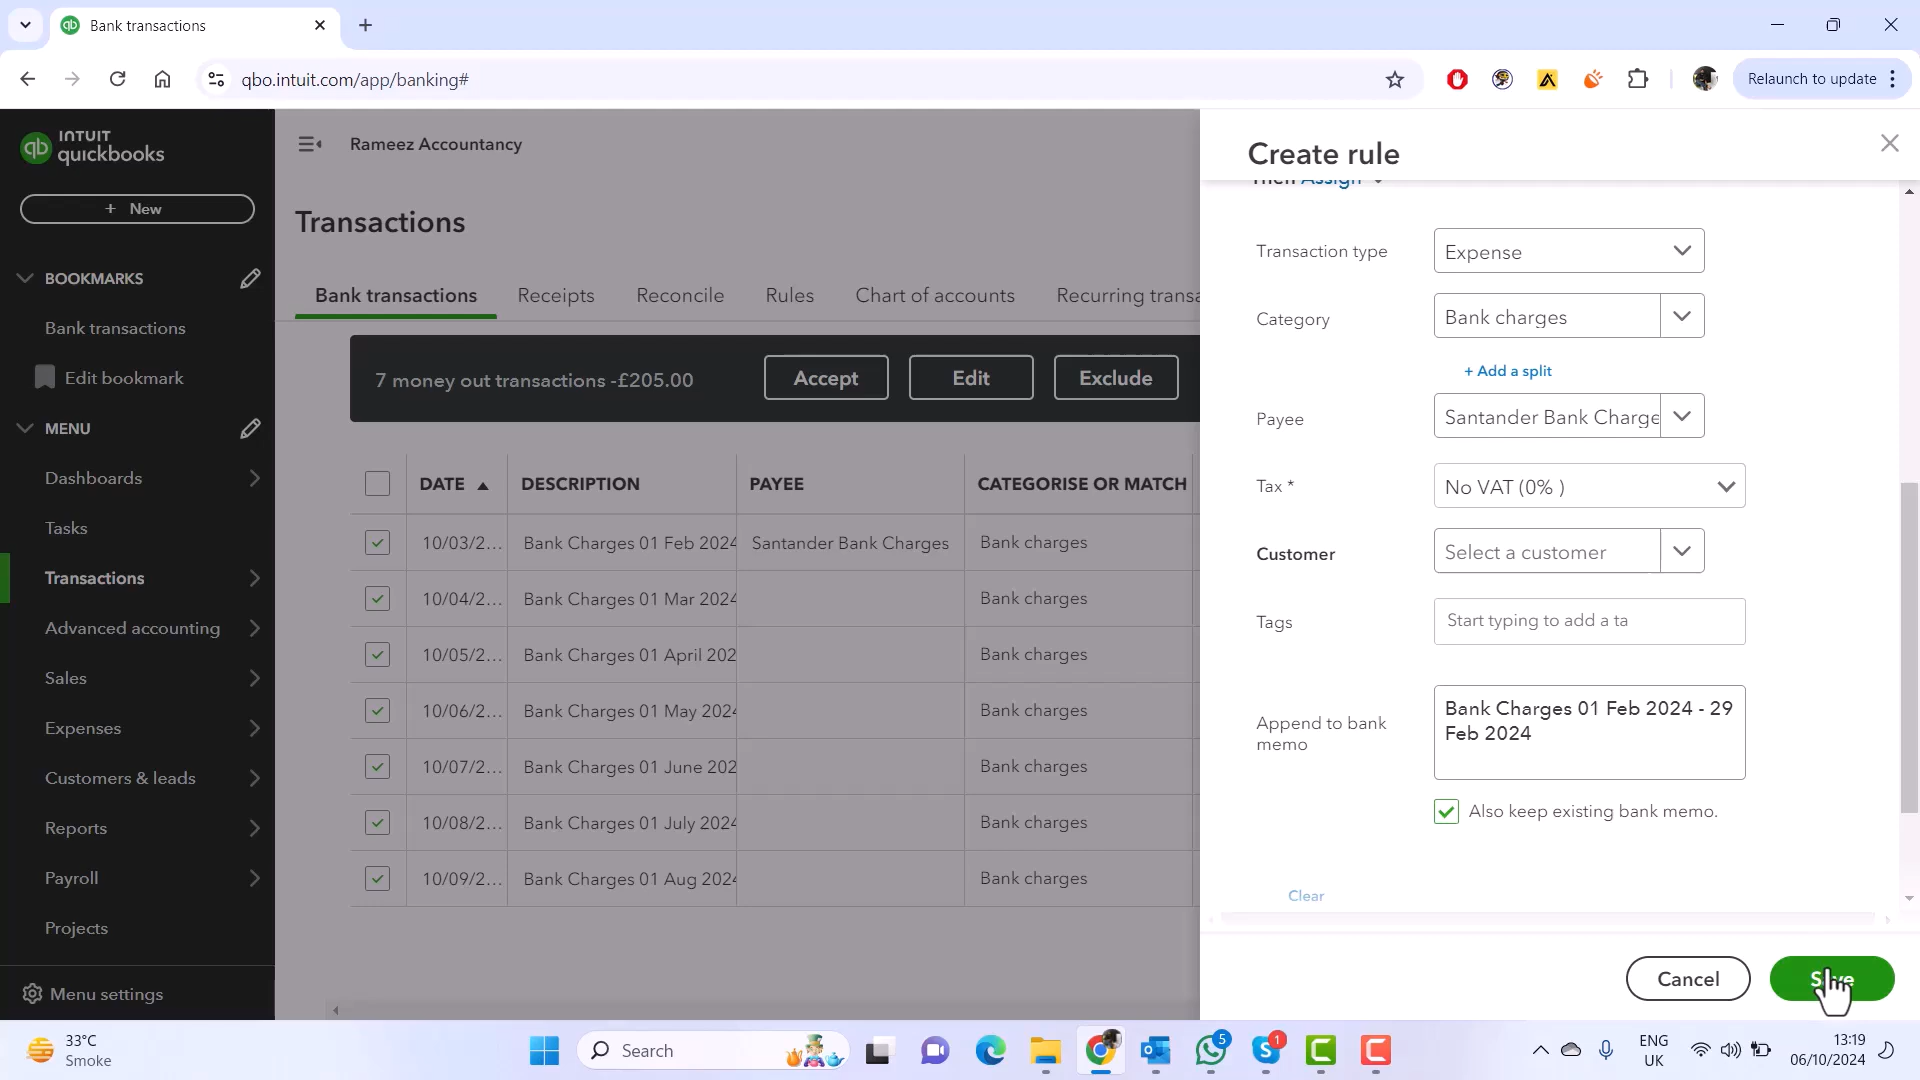 Bank transactions
qbo.intuit.com/app/banking#
Relaunch to update
INTUIT
quickbooks
+ New
BOOKMARKS
Bank transactions
Edit bookmark
MENU
Dashboards
Tasks
Transactions
Advanced accounting
Sales
Expenses
Customers & leads
Reports
Payroll
Projects
Menu settings
Rameez Accountancy
Transactions
Bank transactions
Receipts
Reconcile
Rules
Chart of accounts
Recurring transa
7 money out transactions -£205.00
Accept
Edit
Exclude
DATE DESCRIPTION PAYEE CATEGORISE OR MATCH
10/03/2... Bank Charges 01 Feb 2024 Santander Bank Charges Bank charges
10/04/2... Bank Charges 01 Mar 2024 Bank charges
10/05/2... Bank Charges 01 April 202 Bank charges
10/06/2... Bank Charges 01 May 2024 Bank charges
10/07/2... Bank Charges 01 June 202 Bank charges
10/08/2... Bank Charges 01 July 2024 Bank charges
10/09/2... Bank Charges 01 Aug 2024 Bank charges
Create rule
Then Assign
Transaction type Expense
Category Bank charges
+ Add a split
Payee Santander Bank Charge
Tax * No VAT (0% )
Customer Select a customer
Tags Start typing to add a ta
Append to bank
memo
Bank Charges 01 Feb 2024 - 29
Feb 2024
Also keep existing bank memo.
Clear
Cancel
Save
33°C
Smoke
Search
5
1
ENG
UK
13:19
06/10/2024